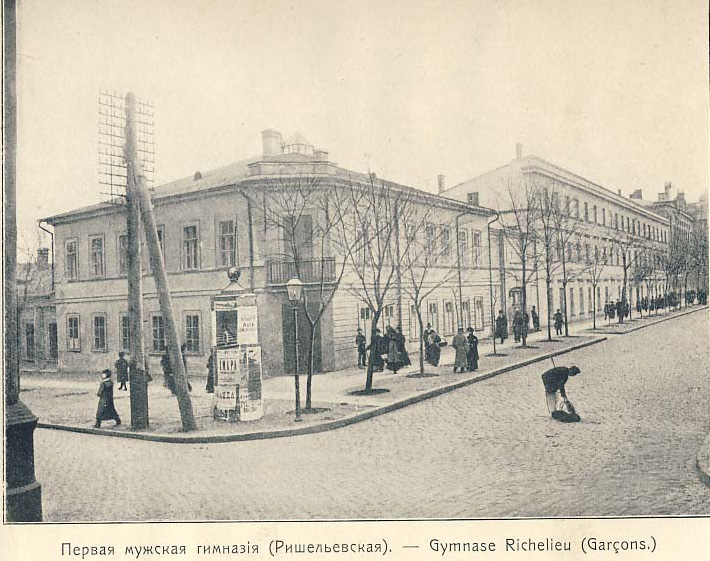 Первая мужская гимназія (Ришельевская). — Gymnase Richelieu (Garçons.)